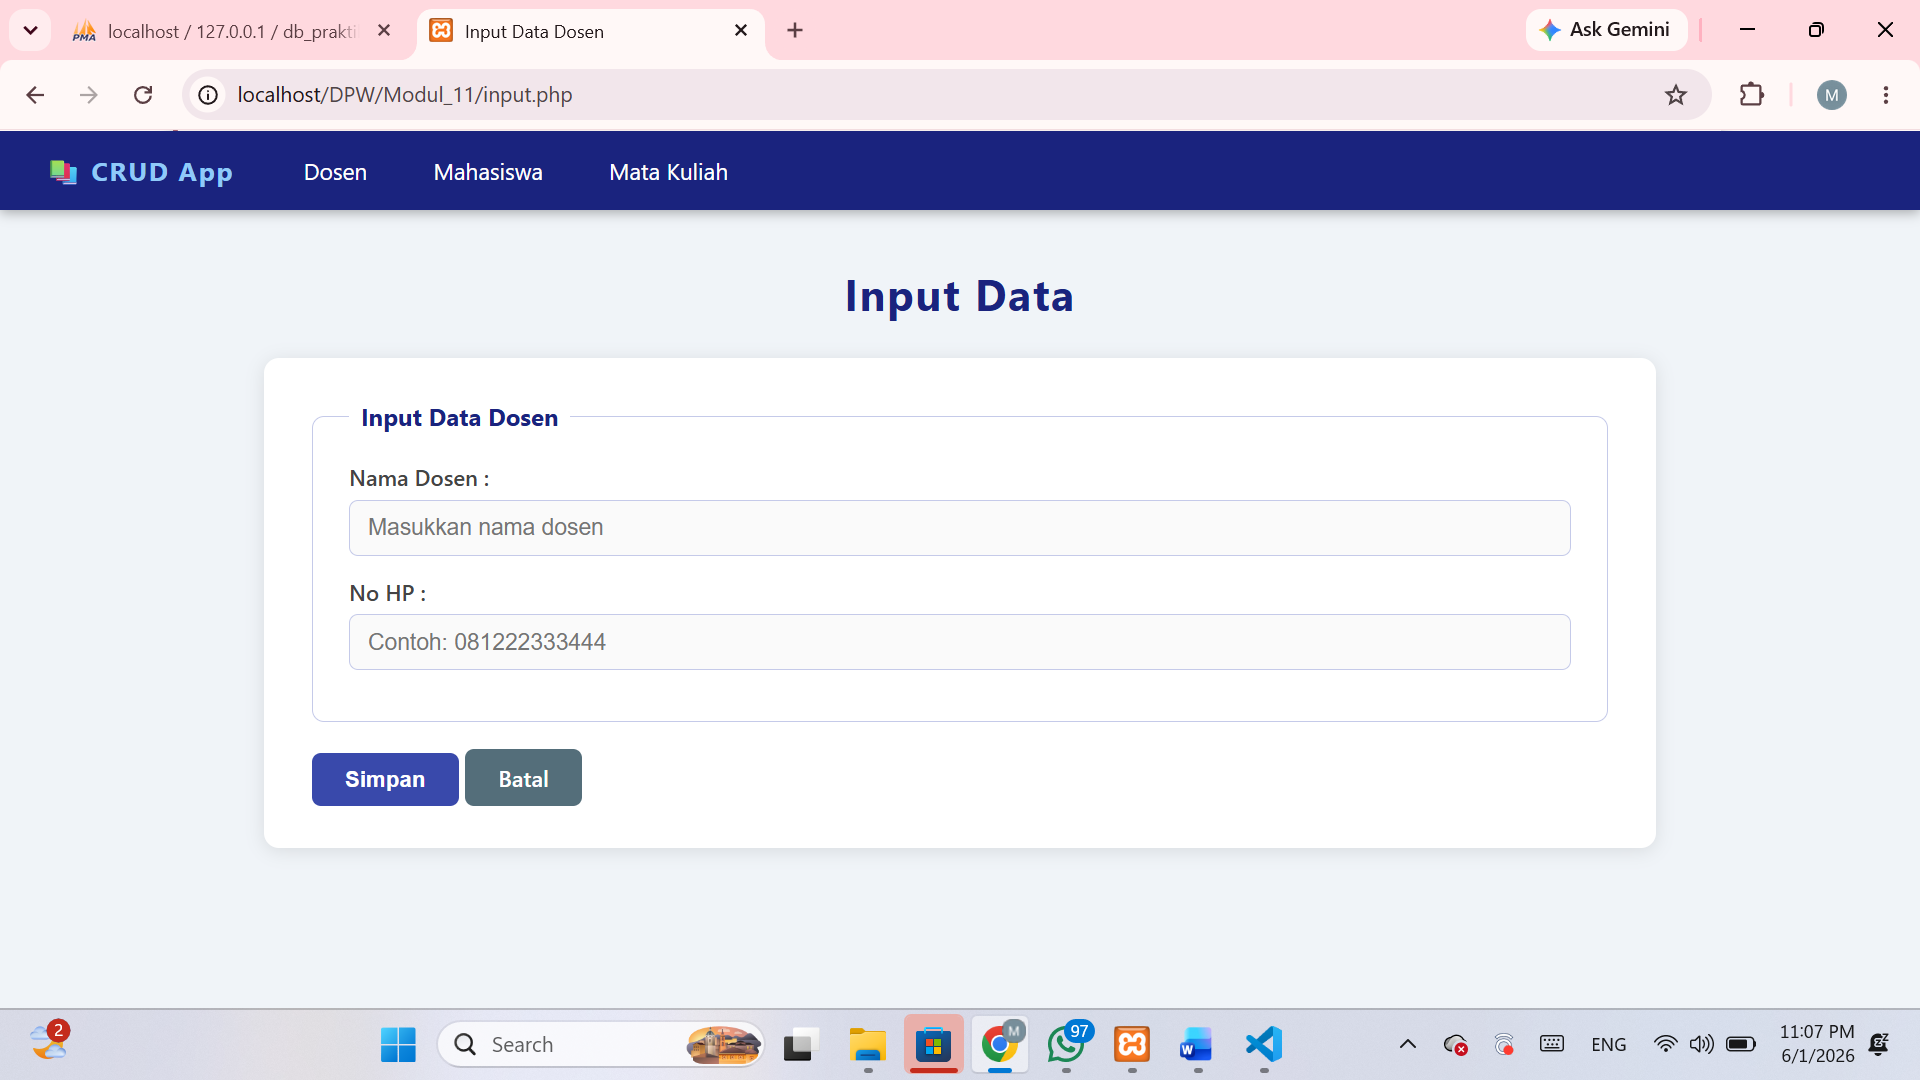 localhost / 127.0.0.1 / db_prakti
Input Data Dosen
Ask Gemini
localhost/DPW/Modul_11/input.php
M
CRUD App
Dosen
Mahasiswa
Mata Kuliah
Input Data
Input Data Dosen
Nama Dosen :
Masukkan nama dosen
No HP :
Contoh: 081222333444
Simpan
Batal
2
Search
M
97
ENG
11:07 PM
6/1/2026